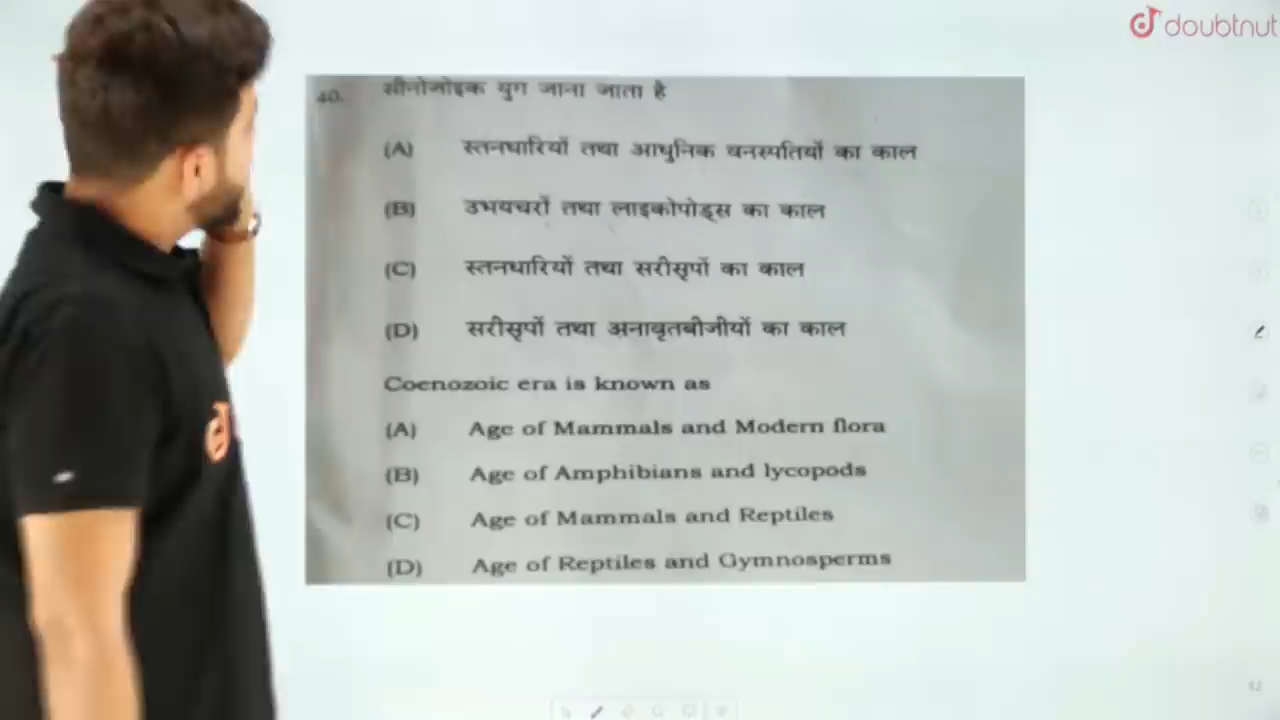 doubtnut
40. सीनोजोइक युग जाना जाता है
(A) स्तनधारियों तथा आधुनिक वनस्पतियों का काल
(B) उभयचरों तथा लाइकोपोड्स का काल
(C) स्तनधारियों तथा सरीसृपों का काल
(D) सरीसृपों तथा अनावृतबीजीयों का काल
Coenozoic era is known as
(A) Age of Mammals and Modern flora
(B) Age of Amphibians and lycopods
(C) Age of Mammals and Reptiles
(D) Age of Reptiles and Gymnosperms